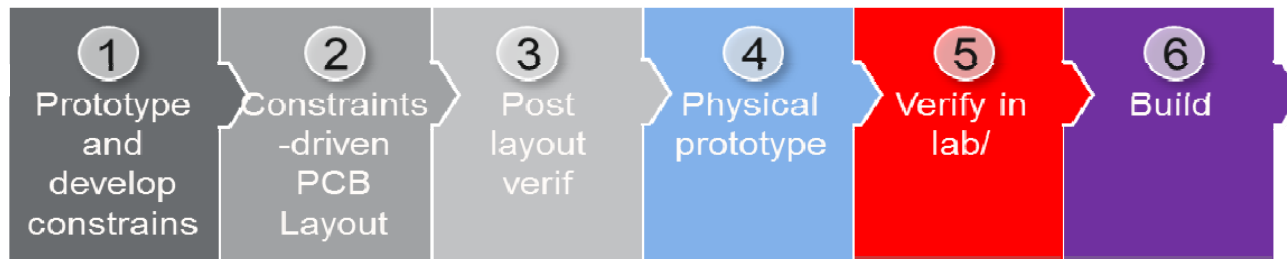 1
Prototype
and
develop
constrains
2
Constraints
-driven
PCB
Layout
3
Post
layout
verif
4
Physical
prototype
5
Verify in
lab/
6
Build